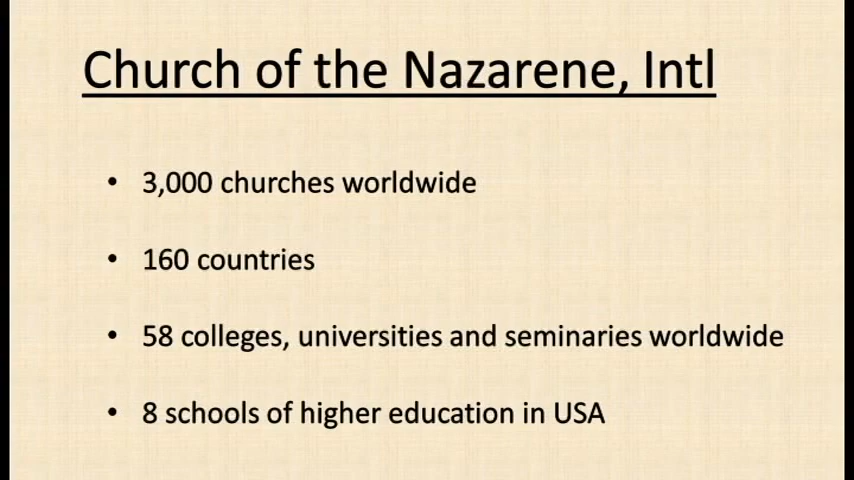 Church of the Nazarene, Intl
• 3,000 churches worldwide
• 160 countries
• 58 colleges, universities and seminaries worldwide
• 8 schools of higher education in USA